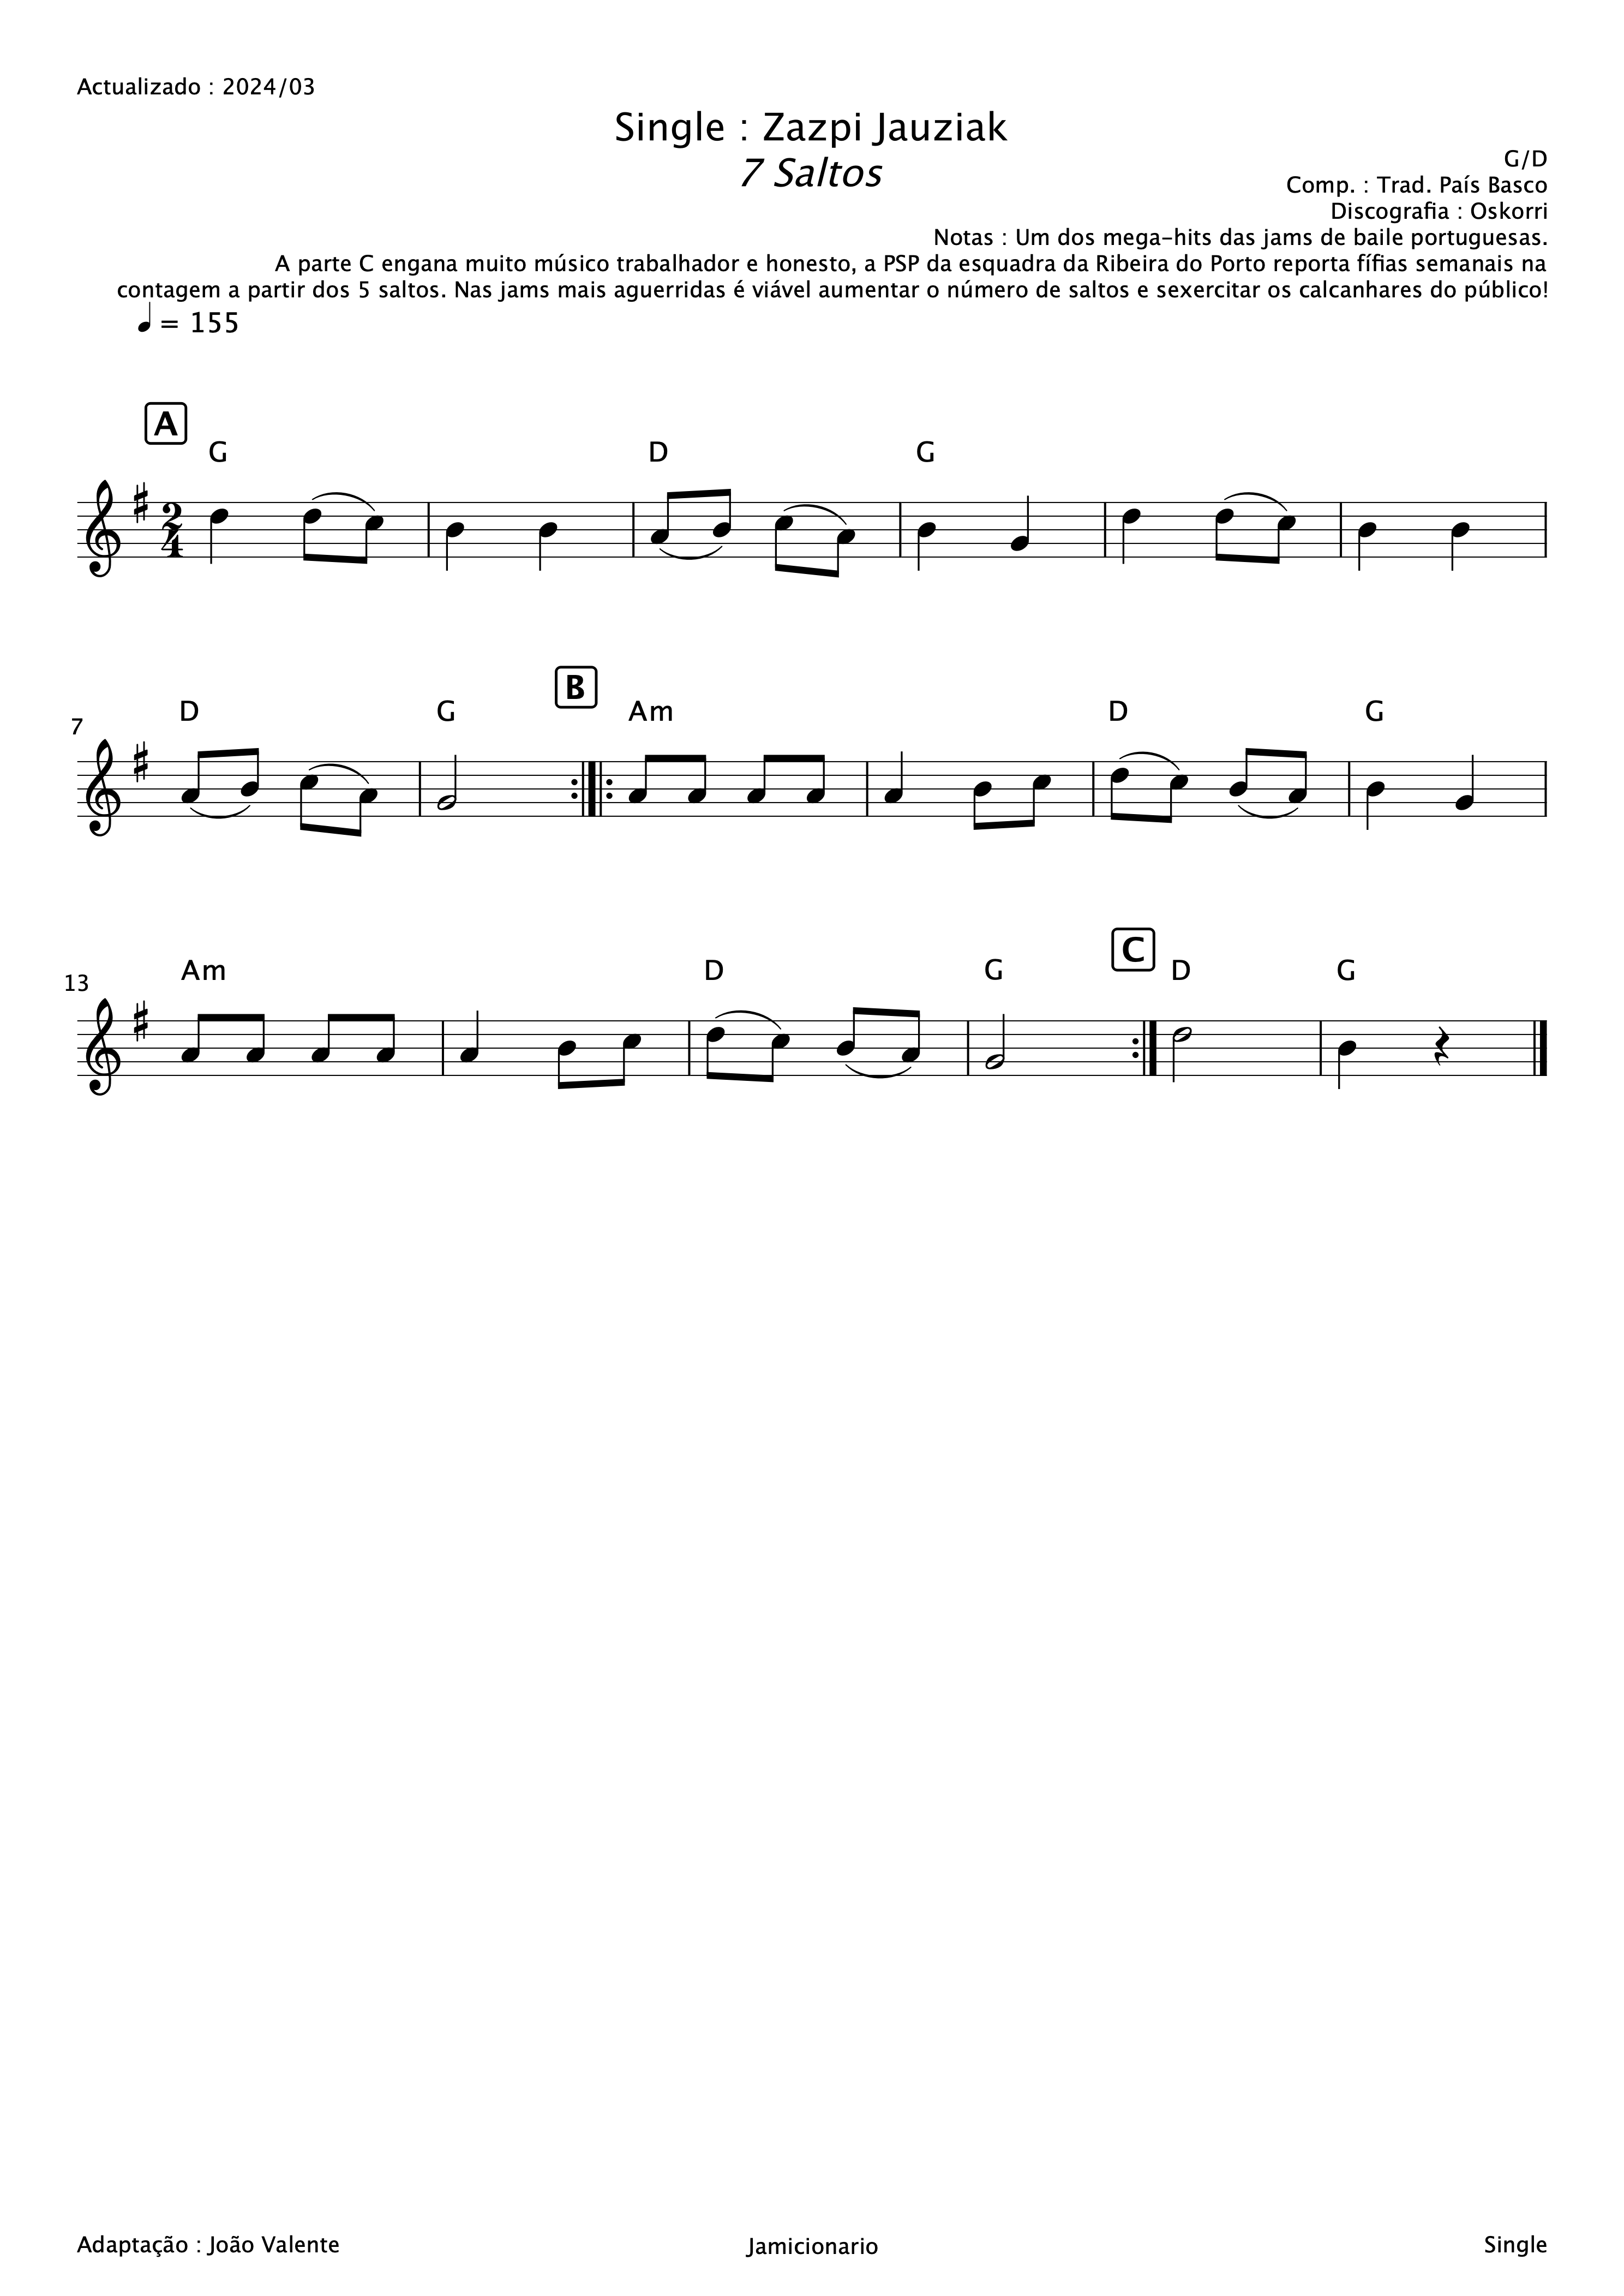 Actualizado : 2024/03
Single : Zazpi Jauziak
7 Saltos
G/D
Comp. : Trad. País Basco
Discografia : Oskorri
Notas : Um dos mega-hits das jams de baile portuguesas.
A parte C engana muito músico trabalhador e honesto, a PSP da esquadra da Ribeira do Porto reporta fífias semanais na
contagem a partir dos 5 saltos. Nas jams mais aguerridas é viável aumentar o número de saltos e sexercitar os calcanhares do público!
= 155
A
G D G
2
4
B
7 D G Am D G
C
13 Am D G D G
Adaptação : João Valente
Jamicionario
Single